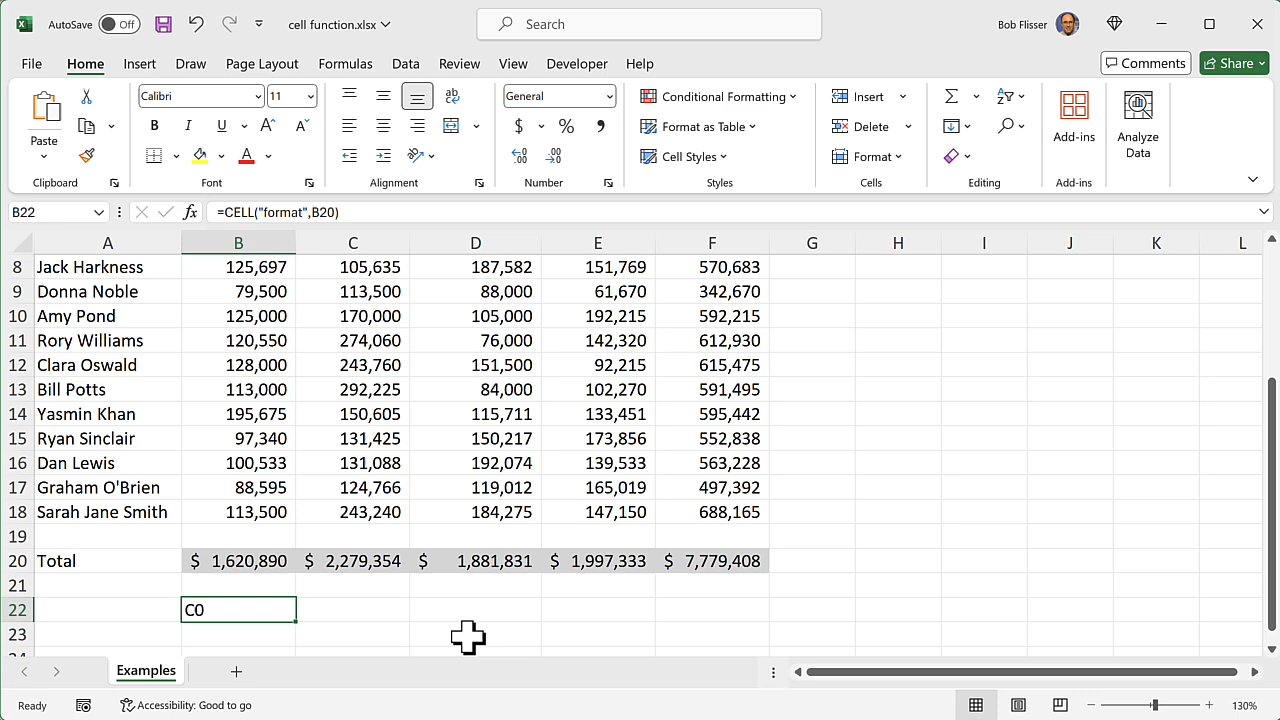 AutoSave Off cell function.xlsx Search Bob Flisser
File Home Insert Draw Page Layout Formulas Data Review View Developer Help Comments Share
Paste Calibri 11 B I U A A A ab c General $ % , .00 Conditional Formatting Format as Table Cell Styles Insert Delete Format Add-ins Analyze Data
Clipboard Font Alignment Number Styles Cells Editing Add-ins
B22 fx =CELL("format",B20)
A B C D E F G H I J K L
8 Jack Harkness 125,697 105,635 187,582 151,769 570,683
9 Donna Noble 79,500 113,500 88,000 61,670 342,670
10 Amy Pond 125,000 170,000 105,000 192,215 592,215
11 Rory Williams 120,550 274,060 76,000 142,320 612,930
12 Clara Oswald 128,000 243,760 151,500 92,215 615,475
13 Bill Potts 113,000 292,225 84,000 102,270 591,495
14 Yasmin Khan 195,675 150,605 115,711 133,451 595,442
15 Ryan Sinclair 97,340 131,425 150,217 173,856 552,838
16 Dan Lewis 100,533 131,088 192,074 139,533 563,228
17 Graham O'Brien 88,595 124,766 119,012 165,019 497,392
18 Sarah Jane Smith 113,500 243,240 184,275 147,150 688,165
19
20 Total $ 1,620,890 $ 2,279,354 $ 1,881,831 $ 1,997,333 $ 7,779,408
21
22 C0
23
Examples
Ready Accessibility: Good to go 130%